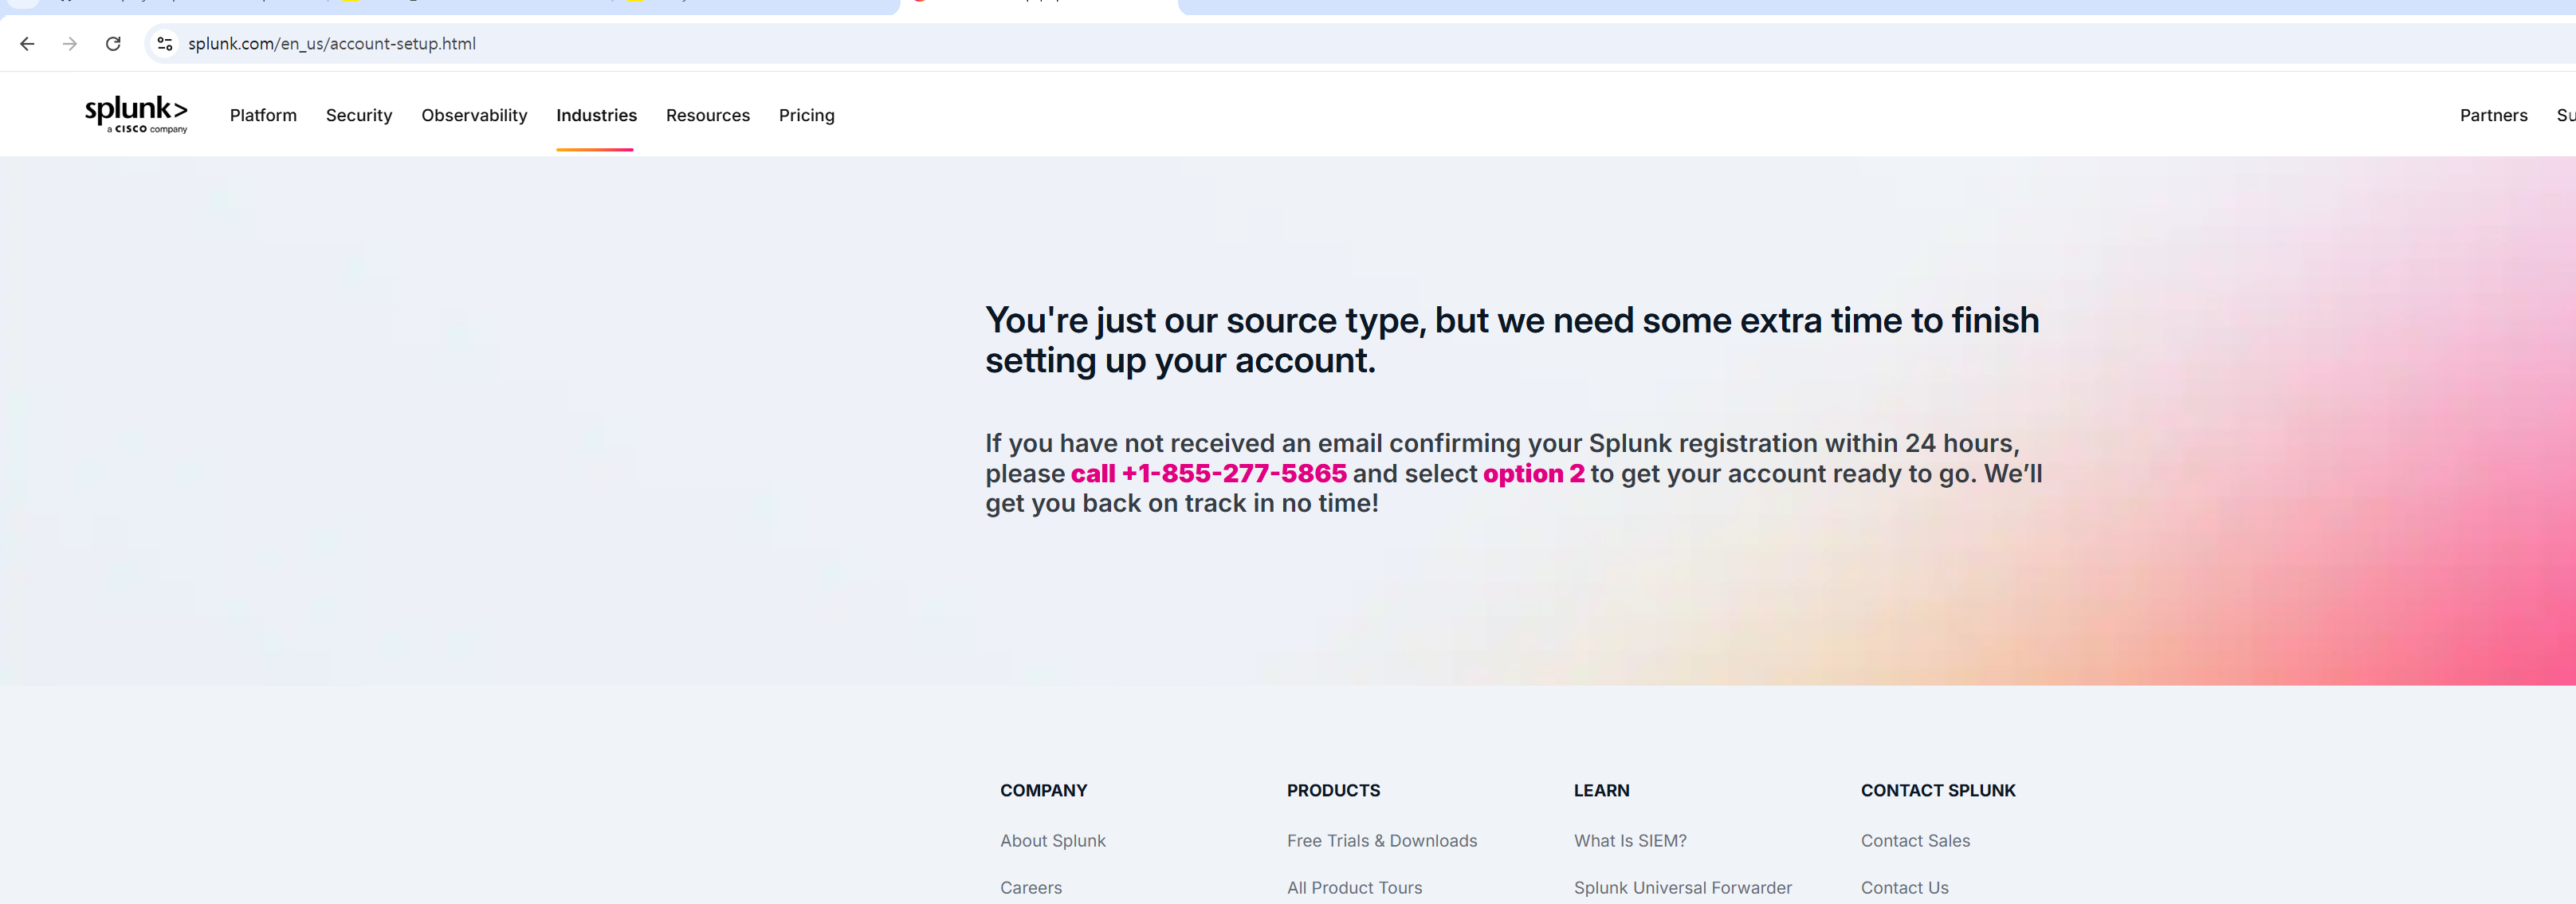 splunk.com/en_us/account-setup.html
splunk>
a CISCO company
Platform Security Observability Industries Resources Pricing Partners
You're just our source type, but we need some extra time to finish
setting up your account.
If you have not received an email confirming your Splunk registration within 24 hours,
please call +1-855-277-5865 and select option 2 to get your account ready to go. We’ll
get you back on track in no time!
COMPANY PRODUCTS LEARN CONTACT SPLUNK
About Splunk Free Trials & Downloads What Is SIEM? Contact Sales
Careers All Product Tours Splunk Universal Forwarder Contact Us